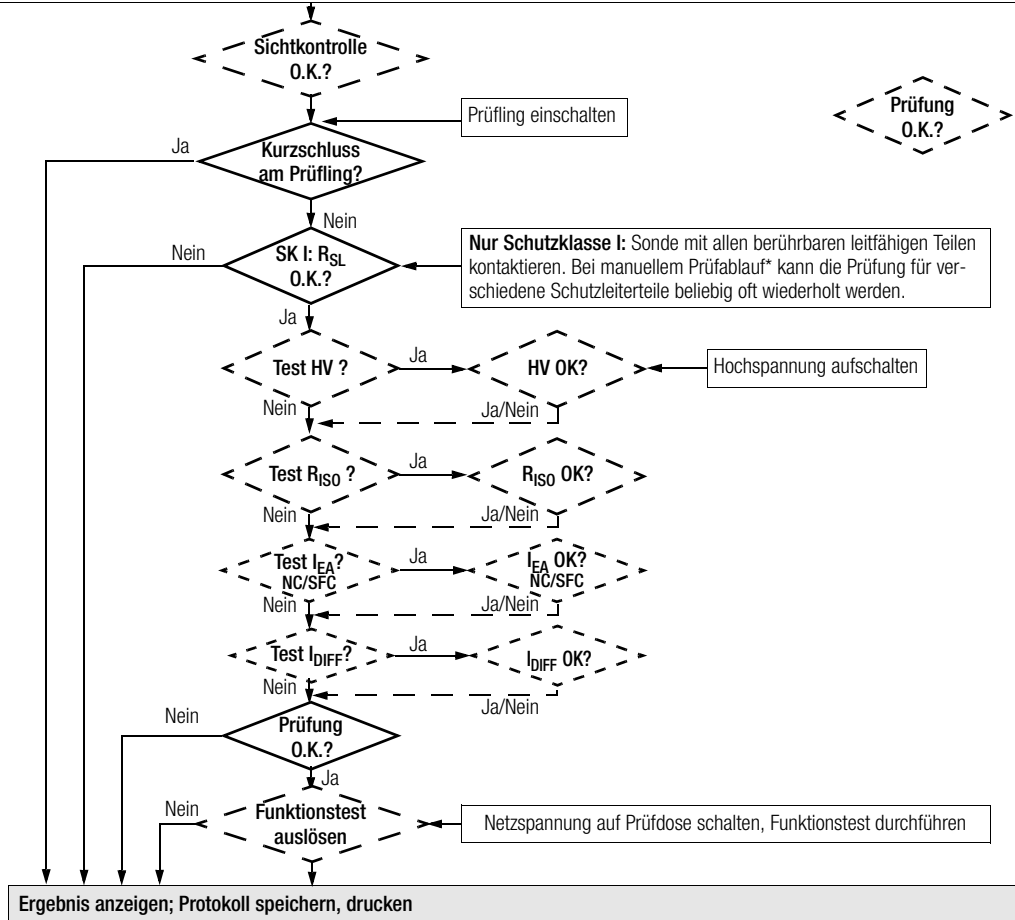 Sichtkontrolle
O.K.?
Prüfung
O.K.?
Prüfling einschalten
Ja
Kurzschluss
am Prüfling?
Nein
Nein
SK I: RSL
O.K.?
Nur Schutzklasse I: Sonde mit allen berührbaren leitfähigen Teilen
kontaktieren. Bei manuellem Prüfablauf* kann die Prüfung für ver-
schiedene Schutzleiterteile beliebig oft wiederholt werden.
Ja
Test HV ?
Ja
HV OK?
Hochspannung aufschalten
Nein
Ja/Nein
Test RISO ?
Ja
RISO OK?
Nein
Ja/Nein
Test IEA?
NC/SFC
Ja
IEA OK?
NC/SFC
Nein
Ja/Nein
Test IDIFF?
Ja
IDIFF OK?
Nein
Ja/Nein
Nein
Prüfung
O.K.?
Ja
Nein
Funktionstest
auslösen
Netzspannung auf Prüfdose schalten, Funktionstest durchführen
Ergebnis anzeigen; Protokoll speichern, drucken